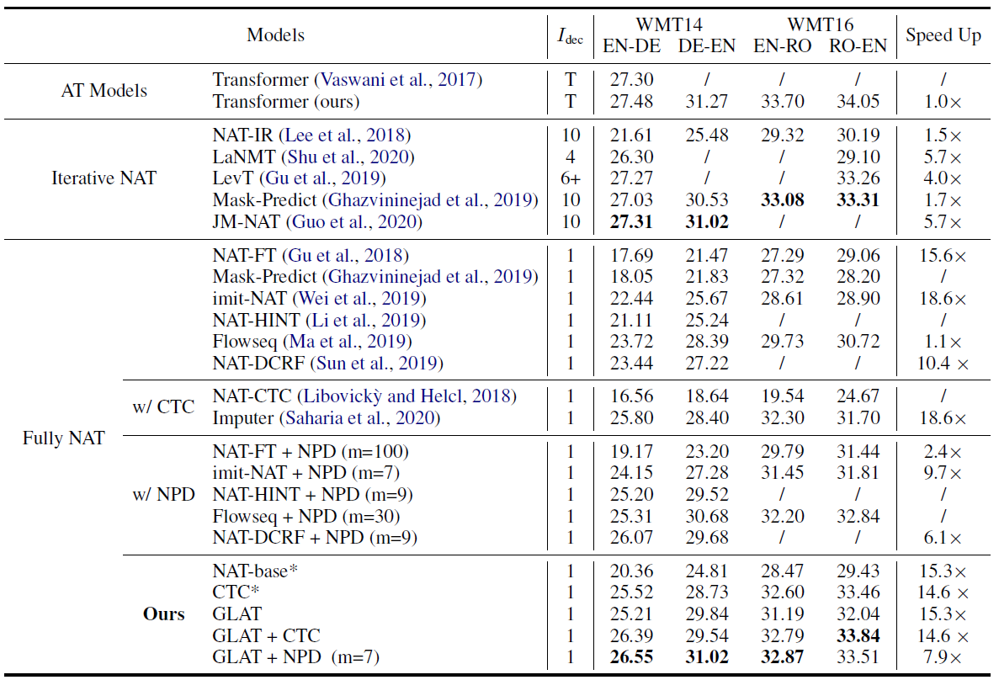 Models I_dec WMT14 WMT16 Speed Up
EN-DE DE-EN EN-RO RO-EN
AT Models Transformer (Vaswani et al., 2017) T 27.30 / / / /
Transformer (ours) T 27.48 31.27 33.70 34.05 1.0×
Iterative NAT NAT-IR (Lee et al., 2018) 10 21.61 25.48 29.32 30.19 1.5×
LaNMT (Shu et al., 2020) 4 26.30 / / 29.10 5.7×
LevT (Gu et al., 2019) 6+ 27.27 / / 33.26 4.0×
Mask-Predict (Ghazvininejad et al., 2019) 10 27.03 30.53 33.08 33.31 1.7×
JM-NAT (Guo et al., 2020) 10 27.31 31.02 / / 5.7×
Fully NAT NAT-FT (Gu et al., 2018) 1 17.69 21.47 27.29 29.06 15.6×
Mask-Predict (Ghazvininejad et al., 2019) 1 18.05 21.83 27.32 28.20 /
imit-NAT (Wei et al., 2019) 1 22.44 25.67 28.61 28.90 18.6×
NAT-HINT (Li et al., 2019) 1 21.11 25.24 / / /
Flowseq (Ma et al., 2019) 1 23.72 28.39 29.73 30.72 1.1×
NAT-DCRF (Sun et al., 2019) 1 23.44 27.22 / / 10.4 ×
w/ CTC NAT-CTC (Libovickỳ and Helcl, 2018) 1 16.56 18.64 19.54 24.67 /
Imputer (Saharia et al., 2020) 1 25.80 28.40 32.30 31.70 18.6×
w/ NPD NAT-FT + NPD (m=100) 1 19.17 23.20 29.79 31.44 2.4×
imit-NAT + NPD (m=7) 1 24.15 27.28 31.45 31.81 9.7×
NAT-HINT + NPD (m=9) 1 25.20 29.52 / / /
Flowseq + NPD (m=30) 1 25.31 30.68 32.20 32.84 /
NAT-DCRF + NPD (m=9) 1 26.07 29.68 / / 6.1×
Ours NAT-base* 1 20.36 24.81 28.47 29.43 15.3×
CTC* 1 25.52 28.73 32.60 33.46 14.6 ×
GLAT 1 25.21 29.84 31.19 32.04 15.3×
GLAT + CTC 1 26.39 29.54 32.79 33.84 14.6 ×
GLAT + NPD (m=7) 1 26.55 31.02 32.87 33.51 7.9×